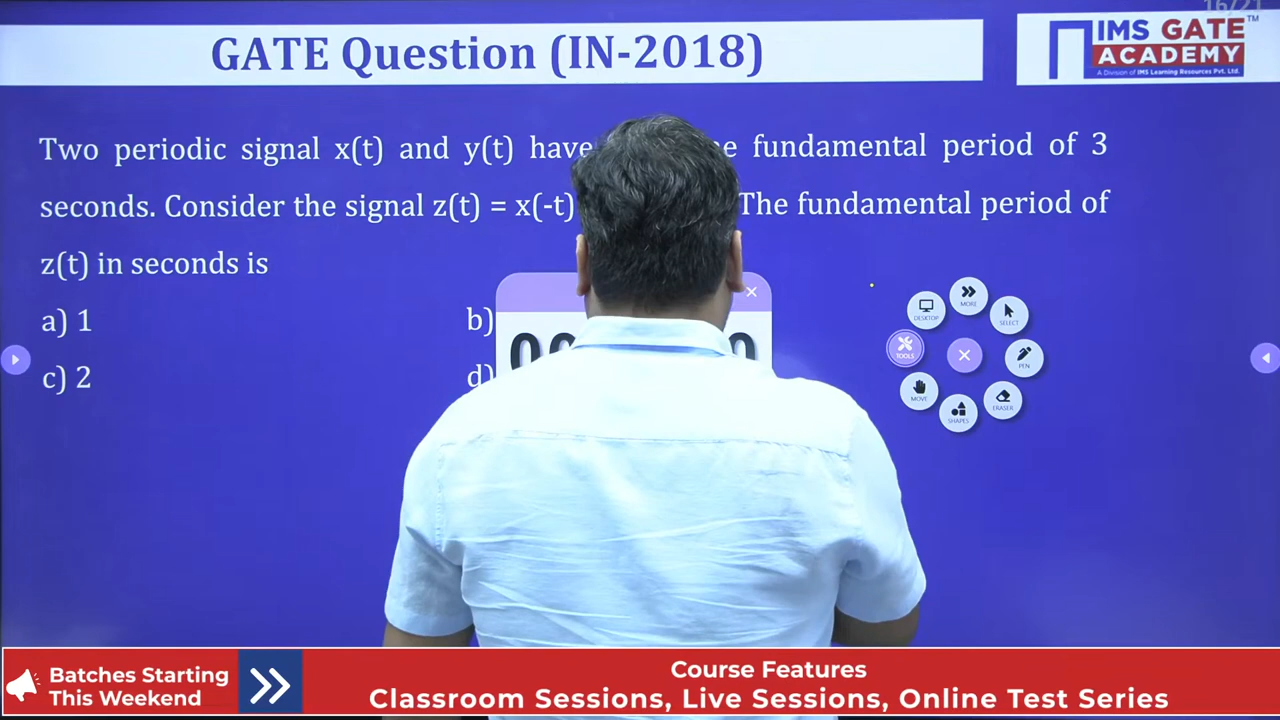 16/21
GATE Question (IN-2018)
IMS GATE
ACADEMY
TM
A Division of IMS Learning Resources Pvt. Ltd.
Two periodic signal x(t) and y(t) have fundamental period of 3
seconds. Consider the signal z(t) = x(-t) The fundamental period of
z(t) in seconds is
a) 1
b)
c) 2
d)
MORE
DESKTOP
SELECT
TOOLS
PEN
MOVE
ERASER
SHAPES
Batches Starting
This Weekend
Course Features
Classroom Sessions, Live Sessions, Online Test Series